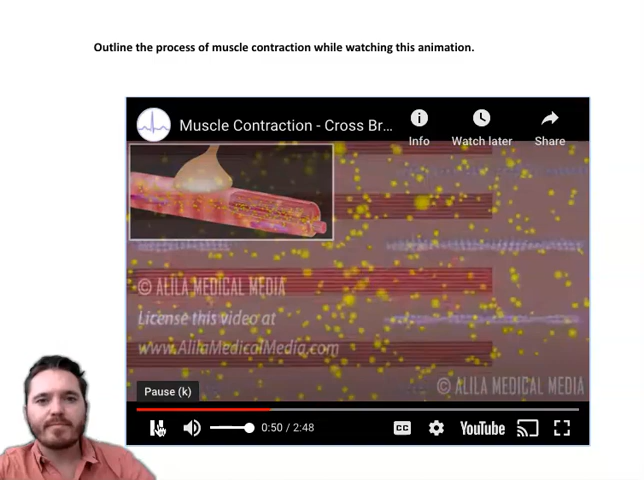 Outline the process of muscle contraction while watching this animation.
Muscle Contraction - Cross Br...
Info
Watch later
Share
© ALILA MEDICAL MEDIA
License this video at
www.AlilaMedicalMedia.com
© ALILA MEDICAL MEDIA
Pause (k)
0:50 / 2:48
CC
YouTube